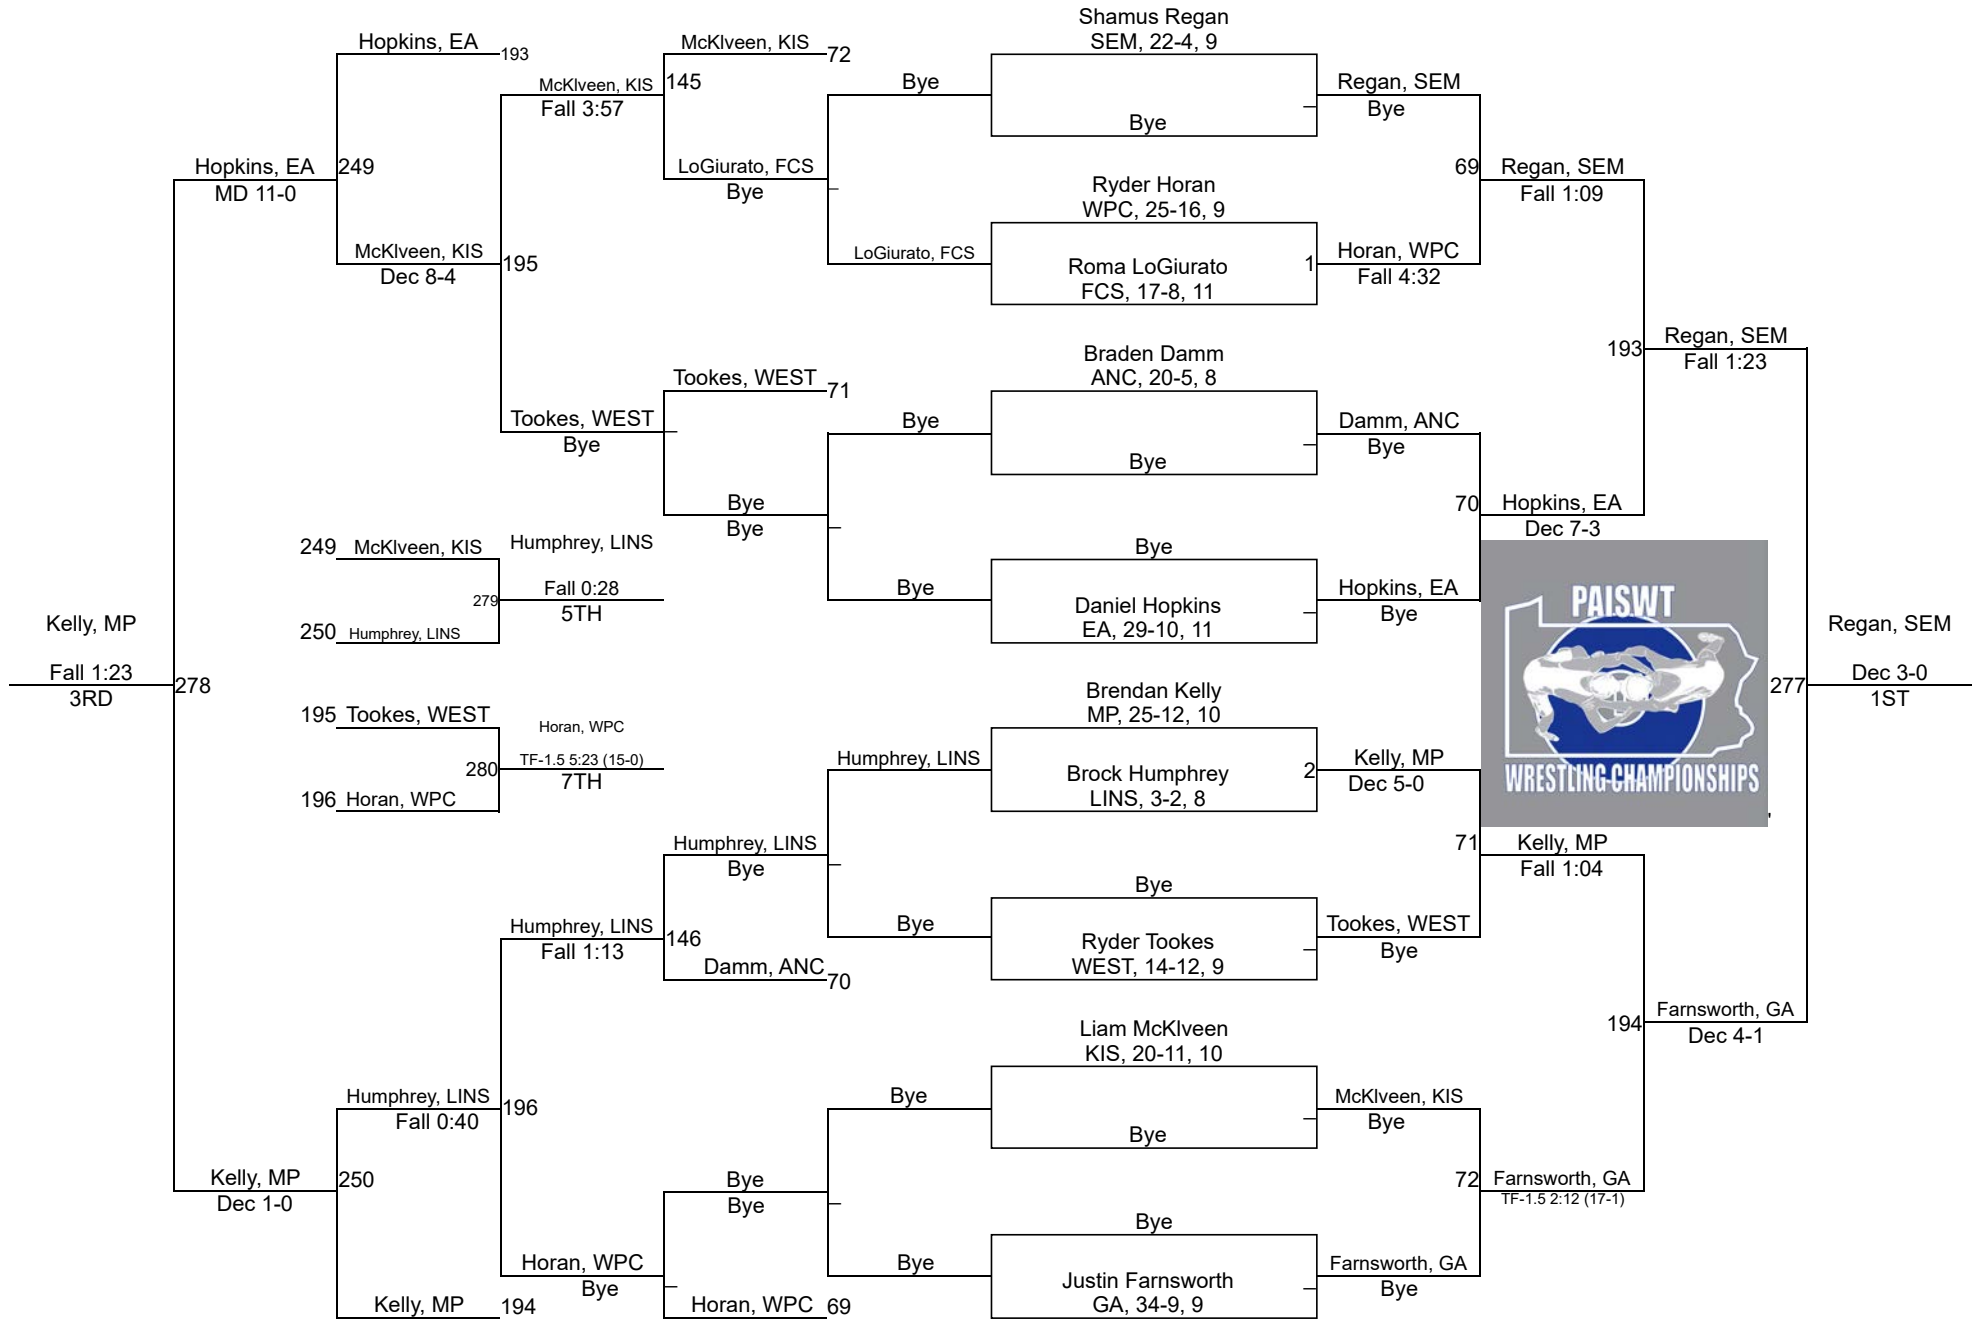 Shamus Regan
SEM, 22-4, 9
Bye
Ryder Horan
WPC, 25-16, 9
Roma LoGiurato
FCS, 17-8, 11
1
Braden Damm
ANC, 20-5, 8
Bye
Bye
Daniel Hopkins
EA, 29-10, 11
Brendan Kelly
MP, 25-12, 10
Brock Humphrey
LINS, 3-2, 8
2
Bye
Ryder Tookes
WEST, 14-12, 9
Liam McKlveen
KIS, 20-11, 10
Bye
Bye
Justin Farnsworth
GA, 34-9, 9
Regan, SEM
Bye
Horan, WPC
Fall 4:32
Damm, ANC
Bye
Hopkins, EA
Bye
Kelly, MP
Dec 5-0
Tookes, WEST
Bye
McKlveen, KIS
Bye
Farnsworth, GA
Bye
69
Regan, SEM
Fall 1:09
70
Hopkins, EA
Dec 7-3
71
Kelly, MP
Fall 1:04
72
Farnsworth, GA
TF-1.5 2:12 (17-1)
193
Regan, SEM
Fall 1:23
194
Farnsworth, GA
Dec 4-1
PAISWT
WRESTLING CHAMPIONSHIPS
277
Regan, SEM
Dec 3-0
1ST
Bye
LoGiurato, FCS
Bye
Bye
Humphrey, LINS
Bye
Bye
Bye
McKlveen, KIS
72
LoGiurato, FCS
Bye
Tookes, WEST
71
Bye
Bye
Humphrey, LINS
Bye
Damm, ANC
70
Bye
Bye
Horan, WPC
69
McKlveen, KIS
145
Fall 3:57
Tookes, WEST
Bye
Humphrey, LINS
146
Fall 1:13
Horan, WPC
Bye
Hopkins, EA
193
McKlveen, KIS
195
Dec 8-4
Humphrey, LINS
196
Fall 0:40
Kelly, MP
194
Hopkins, EA
249
MD 11-0
Kelly, MP
250
Dec 1-0
Kelly, MP
Fall 1:23
278
3RD
249 McKlveen, KIS
250 Humphrey, LINS
279
Humphrey, LINS
Fall 0:28
5TH
195 Tookes, WEST
196 Horan, WPC
280
Horan, WPC
TF-1.5 5:23 (15-0)
7TH